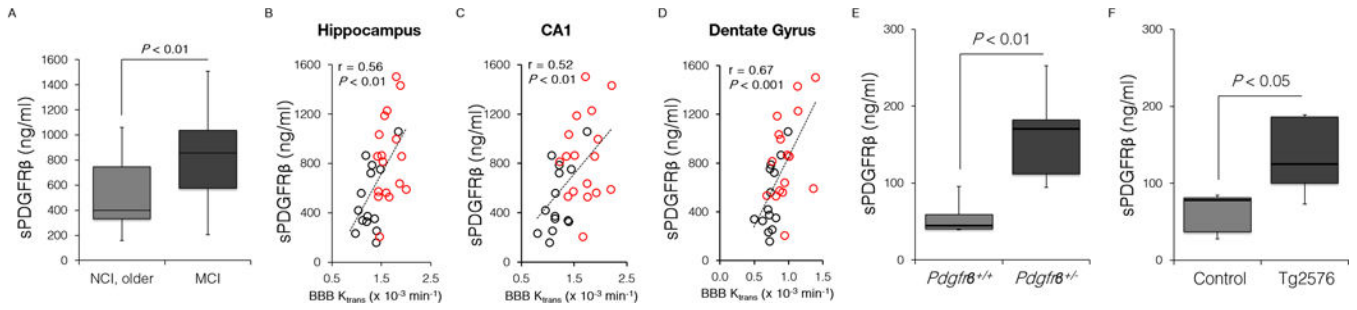 A
P < 0.01
sPDGFRβ (ng/ml)
1600
1400
1200
1000
800
600
400
200
0
NCI, older
MCI
B
Hippocampus
r = 0.56
P < 0.01
sPDGFRβ (ng/ml)
1600
1200
800
400
0
0.5
1.5
2.5
BBB Ktrans (x 10-3 min-1)
C
CA1
r = 0.52
P < 0.01
sPDGFRβ (ng/ml)
1600
1200
800
400
0
0.5
1.0
1.5
2.0
2.5
BBB Ktrans (x 10-3 min-1)
D
Dentate Gyrus
r = 0.67
P < 0.001
sPDGFRβ (ng/ml)
1600
1200
800
400
0
0.0
0.5
1.0
1.5
BBB Ktrans (x 10-3 min-1)
E
P < 0.01
sPDGFRβ (ng/ml)
300
200
100
0
Pdgfrβ+/+
Pdgfrβ+/-
F
P < 0.05
sPDGFRβ (ng/ml)
300
200
100
0
Control
Tg2576